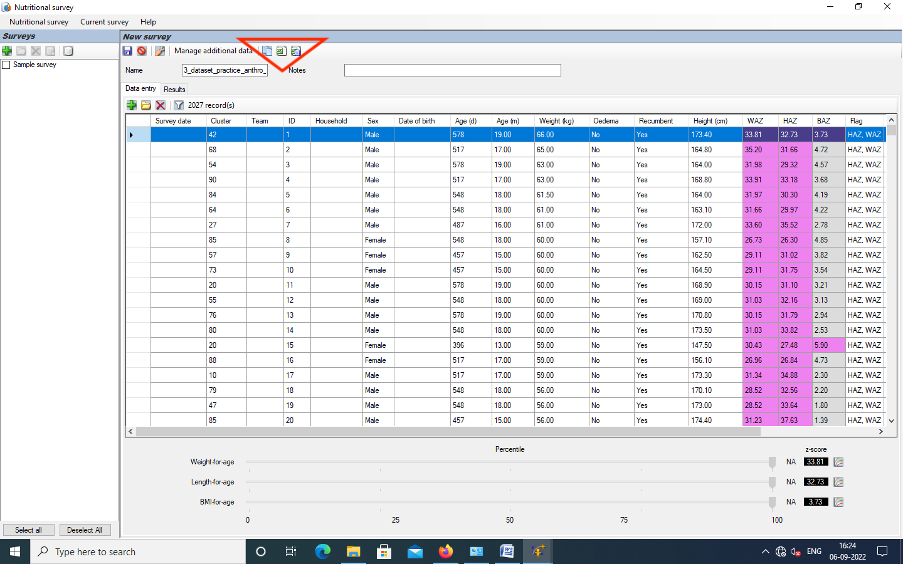 Nutritional survey
Nutritional survey Current survey Help
Surveys
New survey
Manage additional data
Sample survey
Name 3_dataset_practice_anthro_ Notes
Data entry Results
2027 record(s)
Survey date Cluster Team ID Household Sex Date of birth Age (d) Age (m) Weight (kg) Oedema Recumbent Height (cm) WAZ HAZ BAZ Flag
42 1 Male 578 19.00 66.00 No Yes 173.40 33.81 32.73 3.73 HAZ, WAZ
68 2 Male 517 17.00 65.00 No Yes 164.80 35.20 31.66 4.72 HAZ, WAZ
54 3 Male 578 19.00 63.00 No Yes 164.00 31.98 29.32 4.57 HAZ, WAZ
90 4 Male 517 17.00 63.00 No Yes 168.80 33.91 33.18 3.68 HAZ, WAZ
84 5 Male 548 18.00 61.50 No Yes 164.00 31.97 30.30 4.19 HAZ, WAZ
64 6 Male 548 18.00 61.00 No Yes 163.10 31.66 29.97 4.22 HAZ, WAZ
27 7 Male 487 16.00 61.00 No Yes 172.00 33.60 35.52 2.78 HAZ, WAZ
85 8 Female 548 18.00 60.00 No Yes 157.10 26.73 26.30 4.85 HAZ, WAZ
57 9 Female 457 15.00 60.00 No Yes 162.50 29.11 31.02 3.82 HAZ, WAZ
73 10 Female 457 15.00 60.00 No Yes 164.50 29.11 31.75 3.54 HAZ, WAZ
20 11 Male 578 19.00 60.00 No Yes 168.90 30.15 31.10 3.21 HAZ, WAZ
55 12 Male 548 18.00 60.00 No Yes 169.00 31.03 32.16 3.13 HAZ, WAZ
76 13 Male 578 19.00 60.00 No Yes 170.80 30.15 31.79 2.94 HAZ, WAZ
80 14 Male 548 18.00 60.00 No Yes 173.50 31.03 33.82 2.53 HAZ, WAZ
20 15 Female 396 13.00 59.00 No Yes 147.50 30.43 27.48 5.90 HAZ, WAZ
88 16 Female 517 17.00 59.00 No Yes 156.10 26.96 26.84 4.73 HAZ, WAZ
10 17 Male 517 17.00 59.00 No Yes 173.30 31.34 34.88 2.30 HAZ, WAZ
79 18 Male 548 18.00 56.00 No Yes 170.10 28.52 32.56 2.20 HAZ, WAZ
47 19 Male 548 18.00 56.00 No Yes 173.00 28.52 33.64 1.80 HAZ, WAZ
85 20 Male 457 15.00 56.00 No Yes 174.40 31.23 37.63 1.39 HAZ, WAZ
Percentile z-score
Weight-for-age NA 33.81
Length-for-age NA 32.73
BMI-for-age NA 3.73
0 25 50 75 100
Select all Deselect All
Type here to search
ENG
16:24
06-09-2022